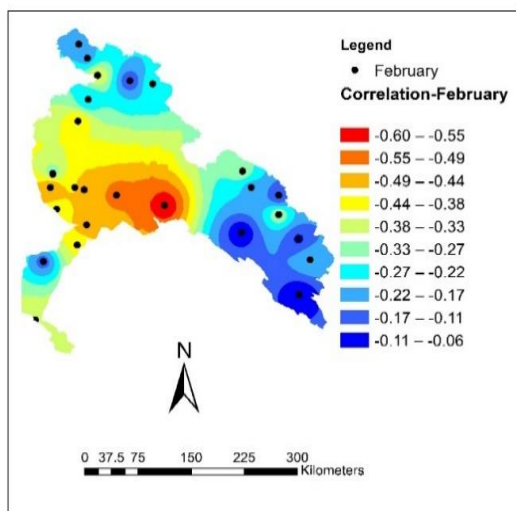 Legend
February
Correlation-February
-0.60 – -0.55
-0.55 – -0.49
-0.49 – -0.44
-0.44 – -0.38
-0.38 – -0.33
-0.33 – -0.27
-0.27 – -0.22
-0.22 – -0.17
-0.17 – -0.11
-0.11 – -0.06
N
0 37.5 75 150 225 300
Kilometers